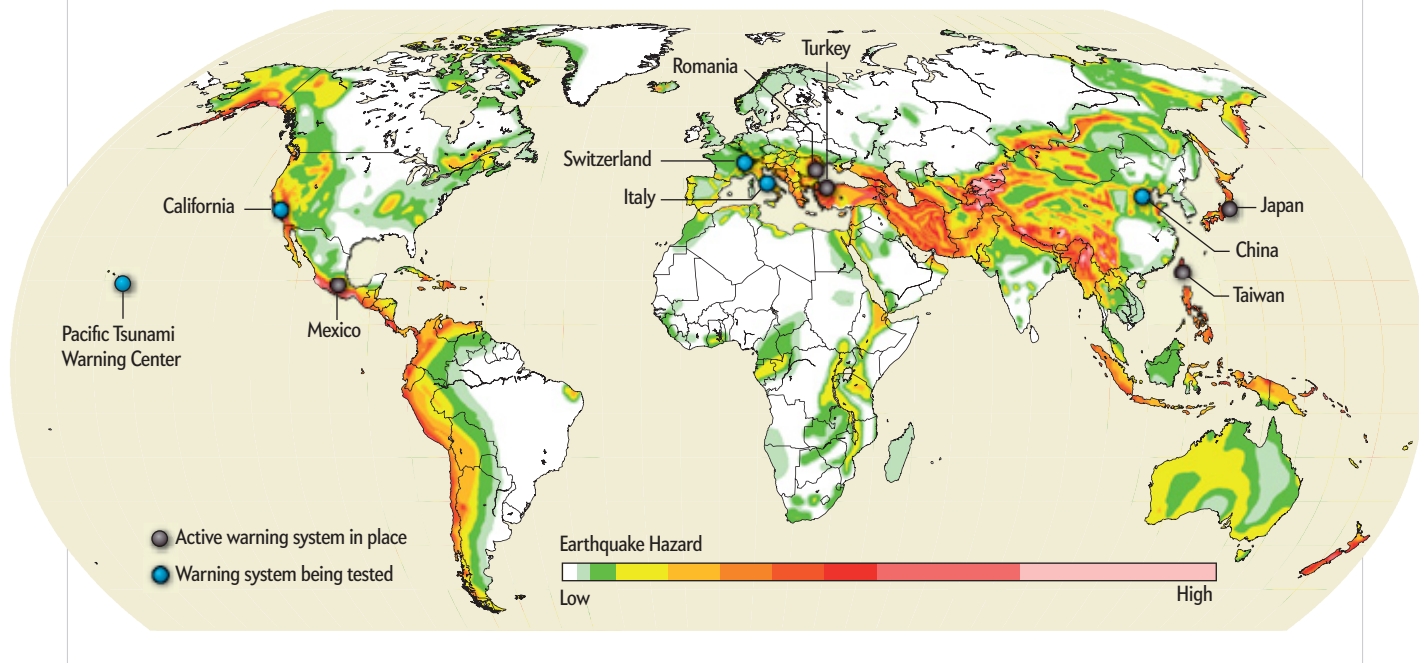 Turkey
Romania
Switzerland
Italy
California
Japan
China
Taiwan
Mexico
Pacific Tsunami
Warning Center
Active warning system in place
Warning system being tested
Earthquake Hazard
Low
High